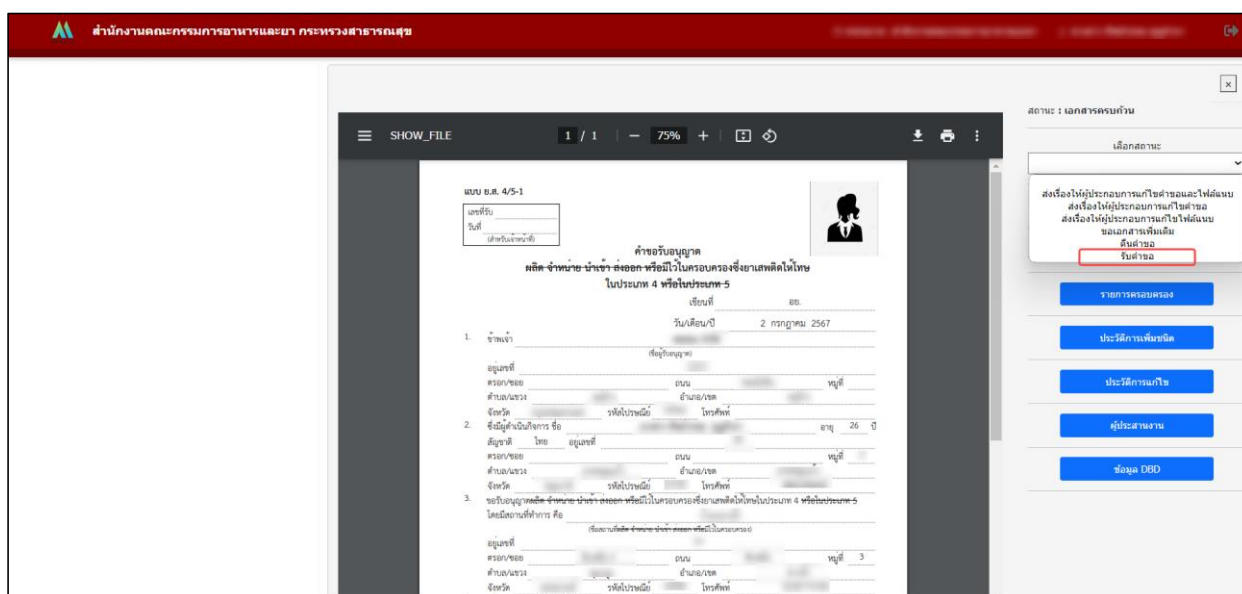 สำนักงานคณะกรรมการอาหารและยา กระทรวงสาธารณสุข
×
สถานะ : เอกสารครบถ้วน
เลือกสถานะ
ส่งเรื่องให้ผู้ประกอบการแก้ไขคำขอและไฟล์แนบ
ส่งเรื่องให้ผู้ประกอบการแก้ไขคำขอ
ส่งเรื่องให้ผู้ประกอบการแก้ไขไฟล์แนบ
ขอเอกสารเพิ่มเติม
คืนคำขอ
รับคำขอ
รายการครอบครอง
ประวัติการเพิ่มชนิด
ประวัติการแก้ไข
ผู้ประสานงาน
ข้อมูล DBD
SHOW_FILE 1 / 1 − 75% +
แบบ ย.ส. 4/5-1
เลขที่รับ
วันที่
(สำหรับเจ้าหน้าที่)
คำขอรับอนุญาต
ผลิต จำหน่าย นำเข้า ส่งออก หรือมีไว้ในครอบครองซึ่งยาเสพติดให้โทษ
ในประเภท 4 หรือในประเภท 5
เขียนที่ อย.
วัน/เดือน/ปี 2 กรกฎาคม 2567
1. ข้าพเจ้า
(ชื่อผู้รับอนุญาต)
อยู่เลขที่
ตรอก/ซอย ถนน หมู่ที่
ตำบล/แขวง อำเภอ/เขต
จังหวัด รหัสไปรษณีย์ โทรศัพท์
2. ซึ่งมีผู้ดำเนินกิจการ ชื่อ อายุ 26 ปี
สัญชาติ ไทย อยู่เลขที่
ตรอก/ซอย ถนน หมู่ที่
ตำบล/แขวง อำเภอ/เขต
จังหวัด รหัสไปรษณีย์ โทรศัพท์
3. ขอรับอนุญาตผลิต จำหน่าย นำเข้า ส่งออก หรือมีไว้ในครอบครองซึ่งยาเสพติดให้โทษในประเภท 4 หรือในประเภท 5
โดยมีสถานที่ทำการ คือ
(ชื่อสถานที่ผลิต จำหน่าย นำเข้า ส่งออก หรือมีไว้ในครอบครอง)
อยู่เลขที่
ตรอก/ซอย ถนน หมู่ที่ 3
ตำบล/แขวง อำเภอ/เขต
จังหวัด รหัสไปรษณีย์ โทรศัพท์